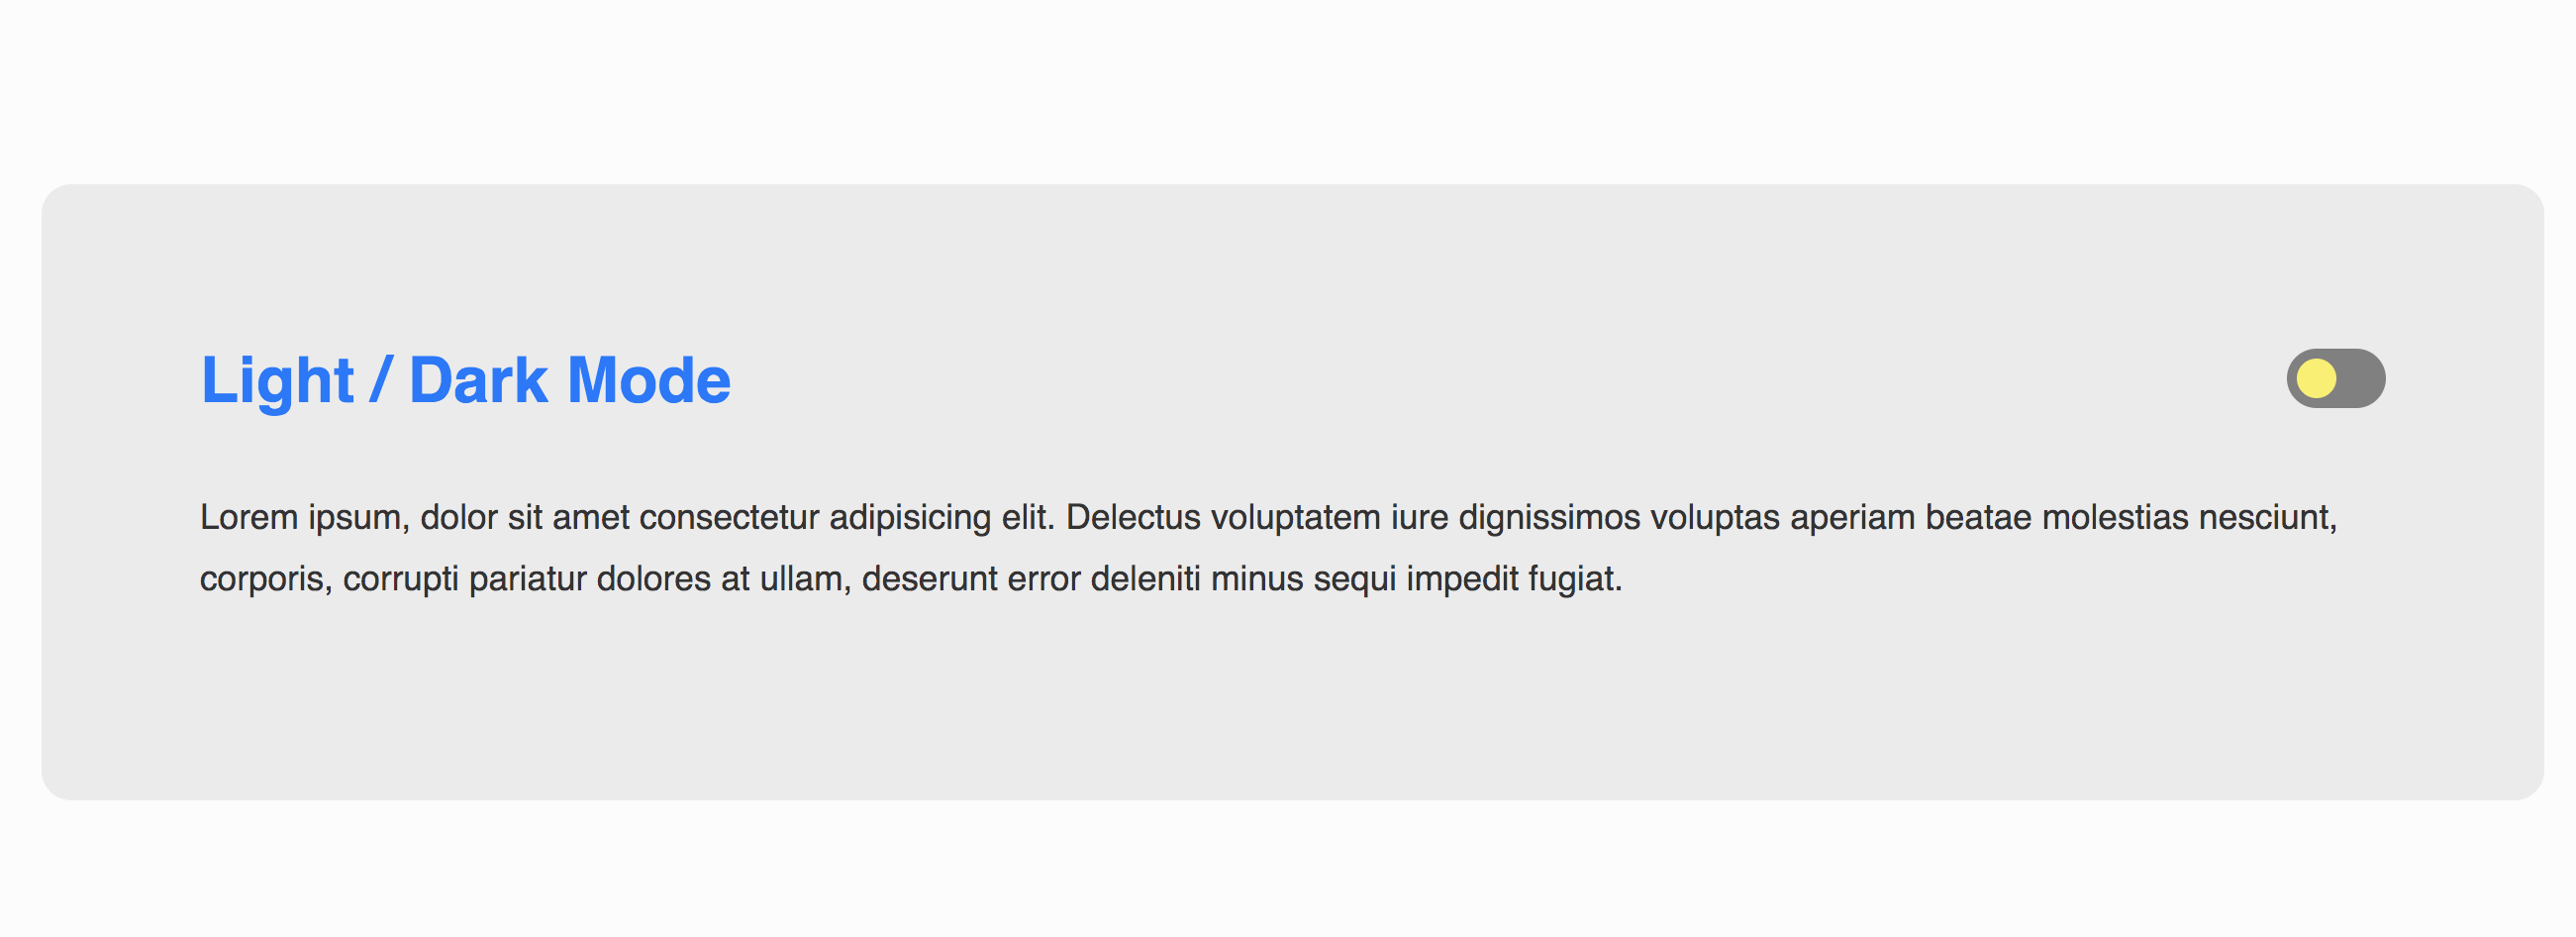 Light / Dark Mode
Lorem ipsum, dolor sit amet consectetur adipisicing elit. Delectus voluptatem iure dignissimos voluptas aperiam beatae molestias nesciunt,
corporis, corrupti pariatur dolores at ullam, deserunt error deleniti minus sequi impedit fugiat.